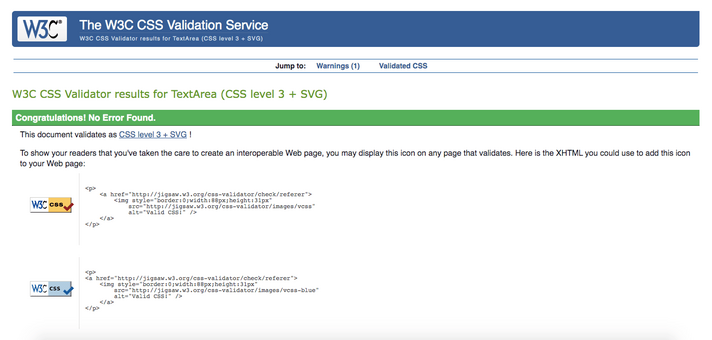 W3C® The W3C CSS Validation Service
W3C CSS Validator results for TextArea (CSS level 3 + SVG)
Jump to: Warnings (1) Validated CSS
W3C CSS Validator results for TextArea (CSS level 3 + SVG)
Congratulations! No Error Found.
This document validates as CSS level 3 + SVG !
To show your readers that you've taken the care to create an interoperable Web page, you may display this icon on any page that validates. Here is the XHTML you could use to add this icon
to your Web page:
W3C css
<p>
<a href="http://jigsaw.w3.org/css-validator/check/referer">
<img style="border:0;width:88px;height:31px"
src="http://jigsaw.w3.org/css-validator/images/vcss"
alt="Valid CSS!" />
</a>
</p>
W3C css
<p>
<a href="http://jigsaw.w3.org/css-validator/check/referer">
<img style="border:0;width:88px;height:31px"
src="http://jigsaw.w3.org/css-validator/images/vcss-blue"
alt="Valid CSS!" />
</a>
</p>